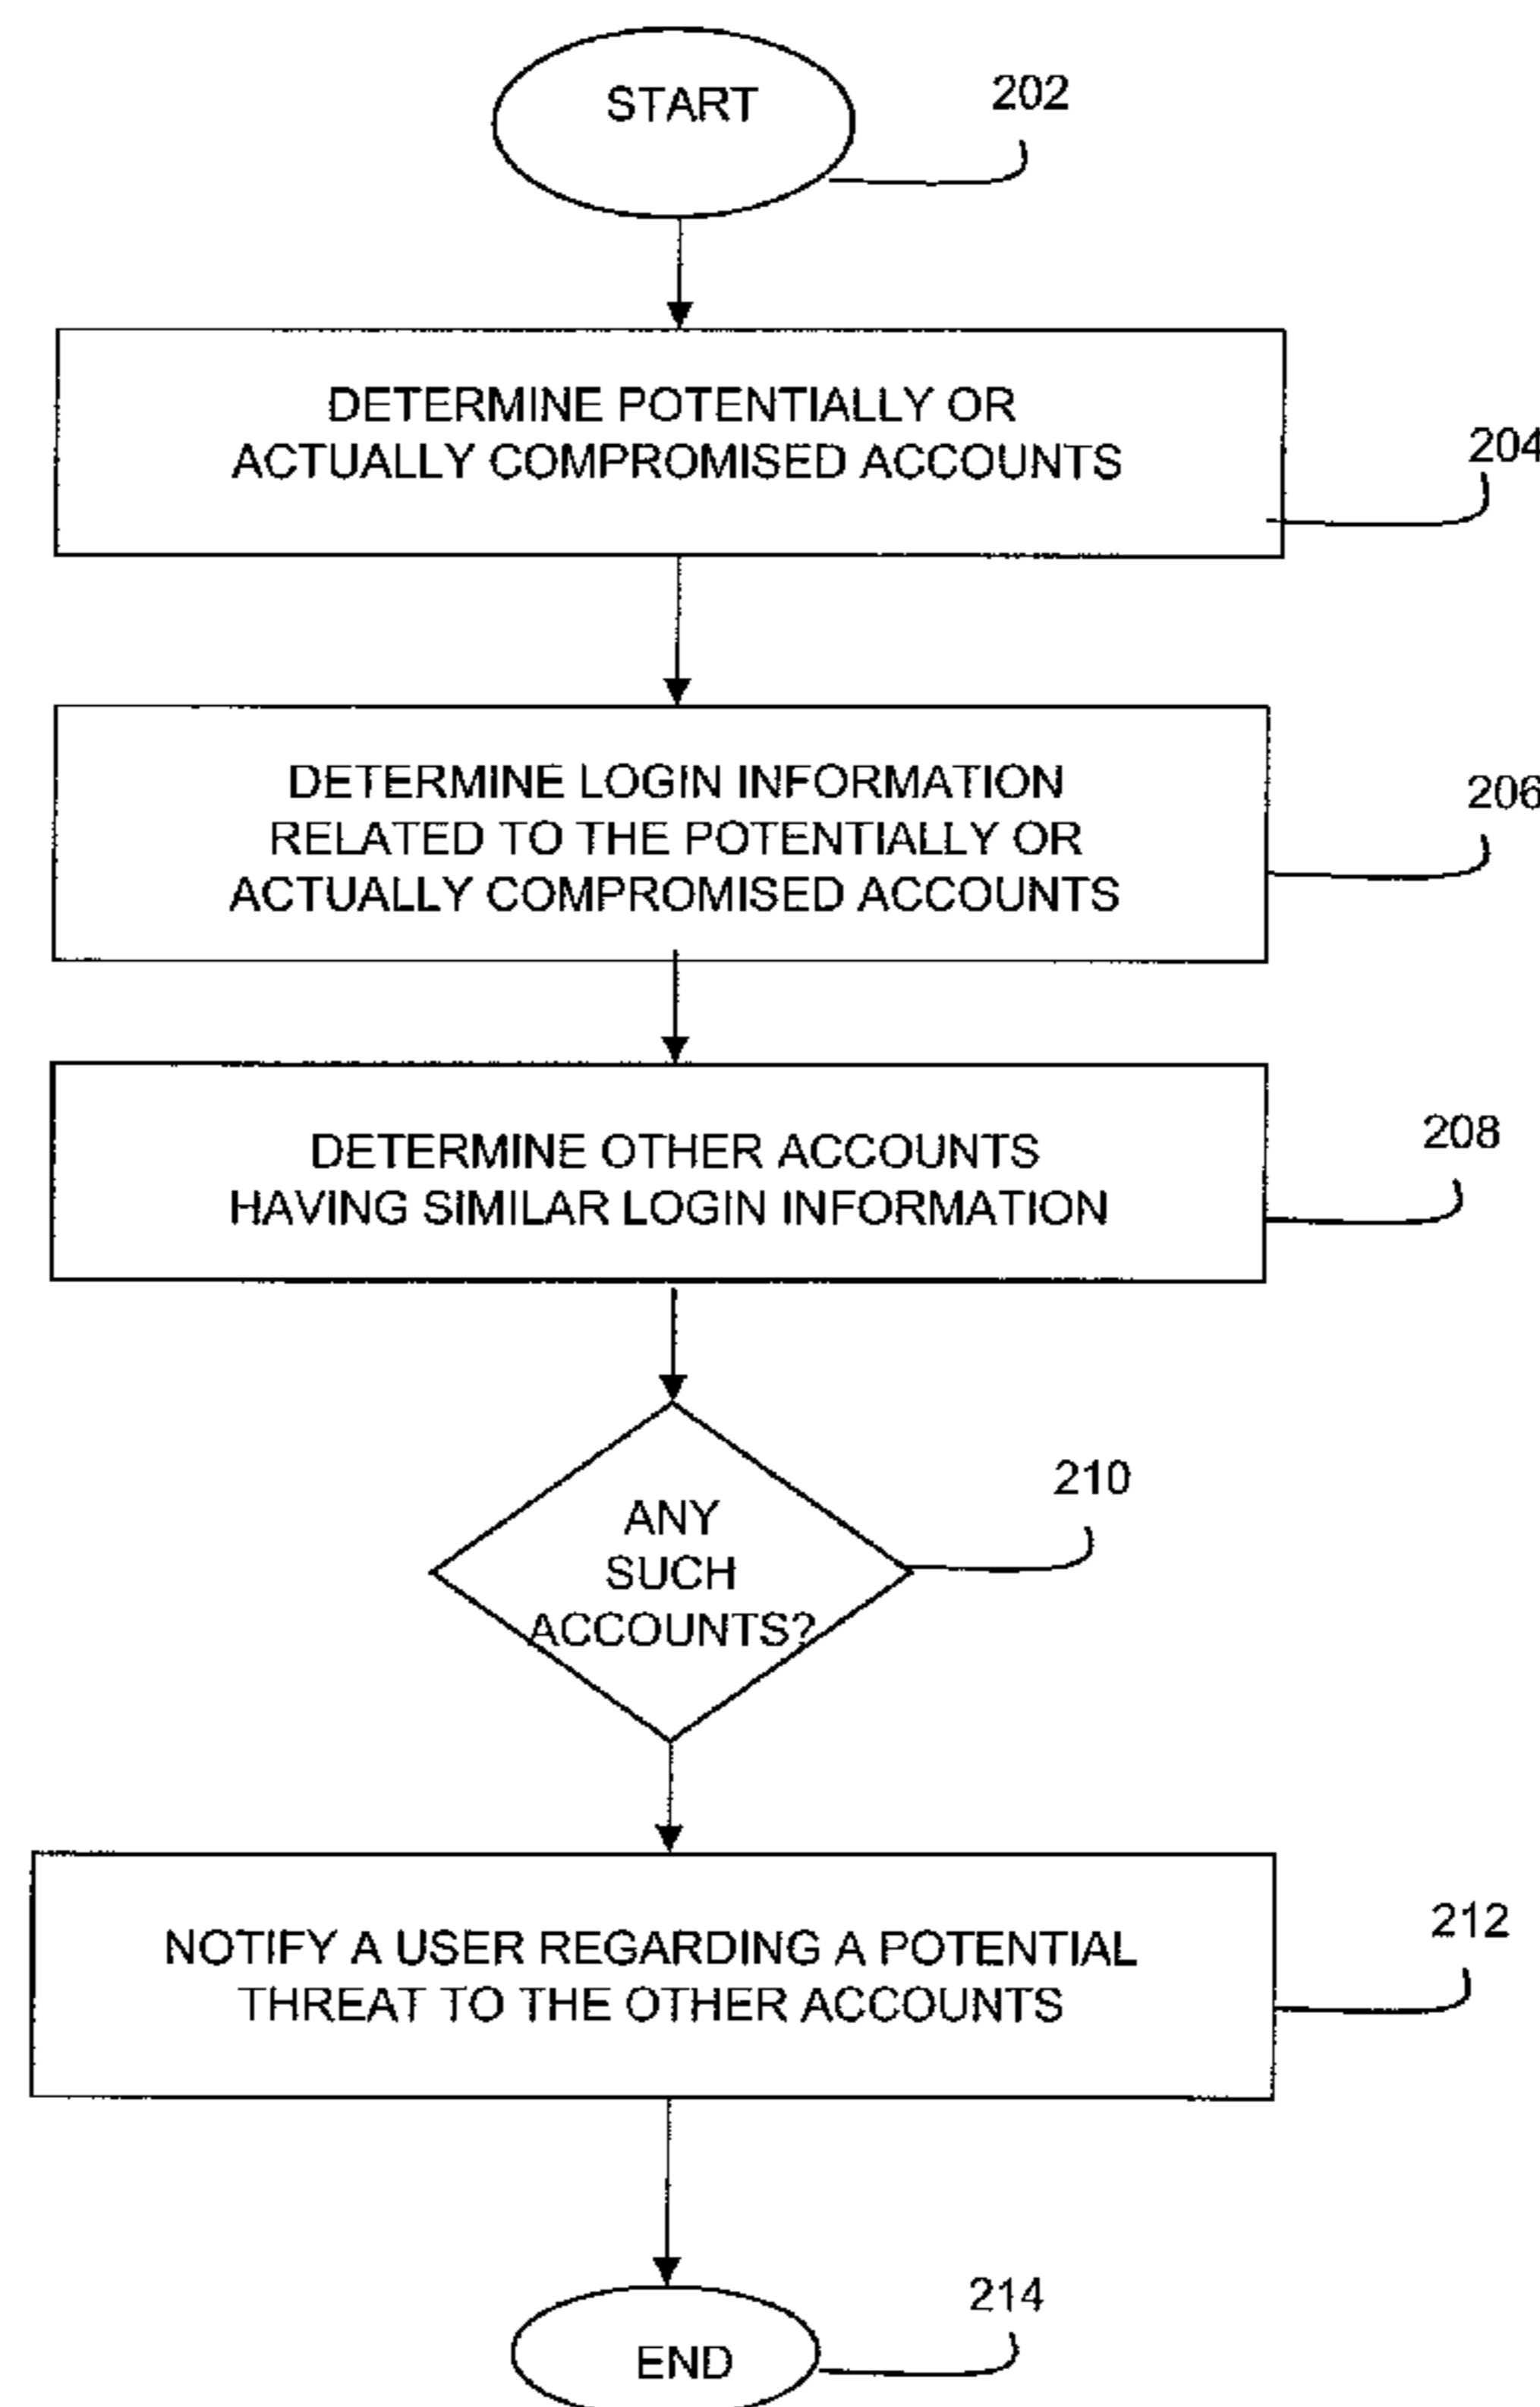 START
202
DETERMINE POTENTIALLY OR
ACTUALLY COMPROMISED ACCOUNTS
204
DETERMINE LOGIN INFORMATION
RELATED TO THE POTENTIALLY OR
ACTUALLY COMPROMISED ACCOUNTS
206
DETERMINE OTHER ACCOUNTS
HAVING SIMILAR LOGIN INFORMATION
208
ANY
SUCH
ACCOUNTS?
210
NOTIFY A USER REGARDING A POTENTIAL
THREAT TO THE OTHER ACCOUNTS
212
END
214